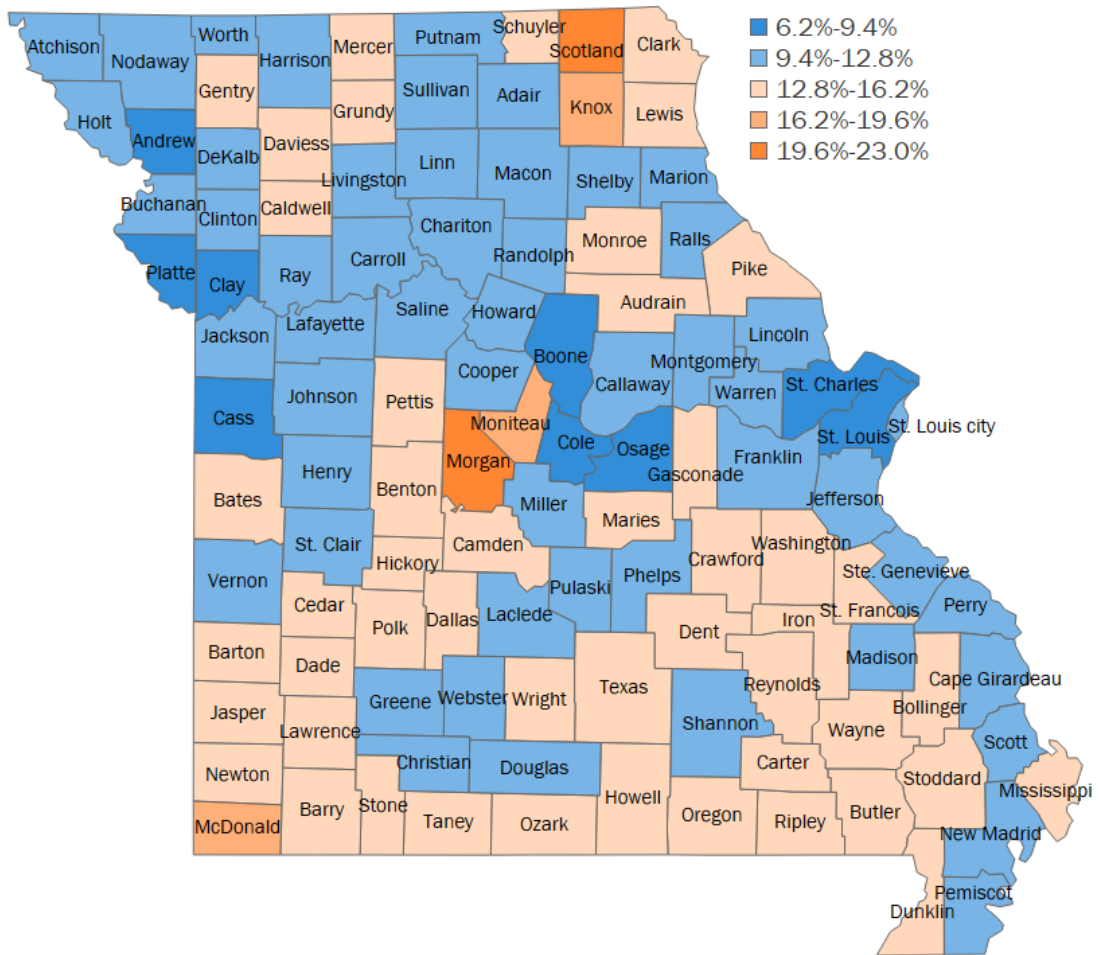 6.2%-9.4%
9.4%-12.8%
12.8%-16.2%
16.2%-19.6%
19.6%-23.0%
Atchison
Nodaway
Worth
Harrison
Mercer
Putnam
Schuyler
Scotland
Clark
Gentry
Grundy
Sullivan
Adair
Knox
Lewis
Holt
Andrew
DeKalb
Daviess
Livingston
Linn
Macon
Shelby
Marion
Buchanan
Clinton
Caldwell
Chariton
Randolph
Monroe
Ralls
Pike
Platte
Clay
Ray
Carroll
Saline
Howard
Audrain
Jackson
Lafayette
Cooper
Boone
Callaway
Montgomery
Lincoln
Warren
St. Charles
St. Louis
St. Louis city
Cass
Johnson
Pettis
Moniteau
Cole
Osage
Gasconade
Franklin
Jefferson
Bates
Henry
Benton
Morgan
Miller
Maries
Vernon
St. Clair
Hickory
Camden
Pulaski
Phelps
Crawford
Washington
Ste. Genevieve
St. Francois
Perry
Cedar
Polk
Dallas
Laclede
Dent
Iron
Madison
Cape Girardeau
Barton
Dade
Greene
Webster
Wright
Texas
Reynolds
Shannon
Bollinger
Jasper
Lawrence
Christian
Douglas
Wayne
Scott
Newton
Carter
Stoddard
Mississippi
McDonald
Barry
Stone
Taney
Ozark
Howell
Oregon
Ripley
Butler
New Madrid
Pemiscot
Dunklin